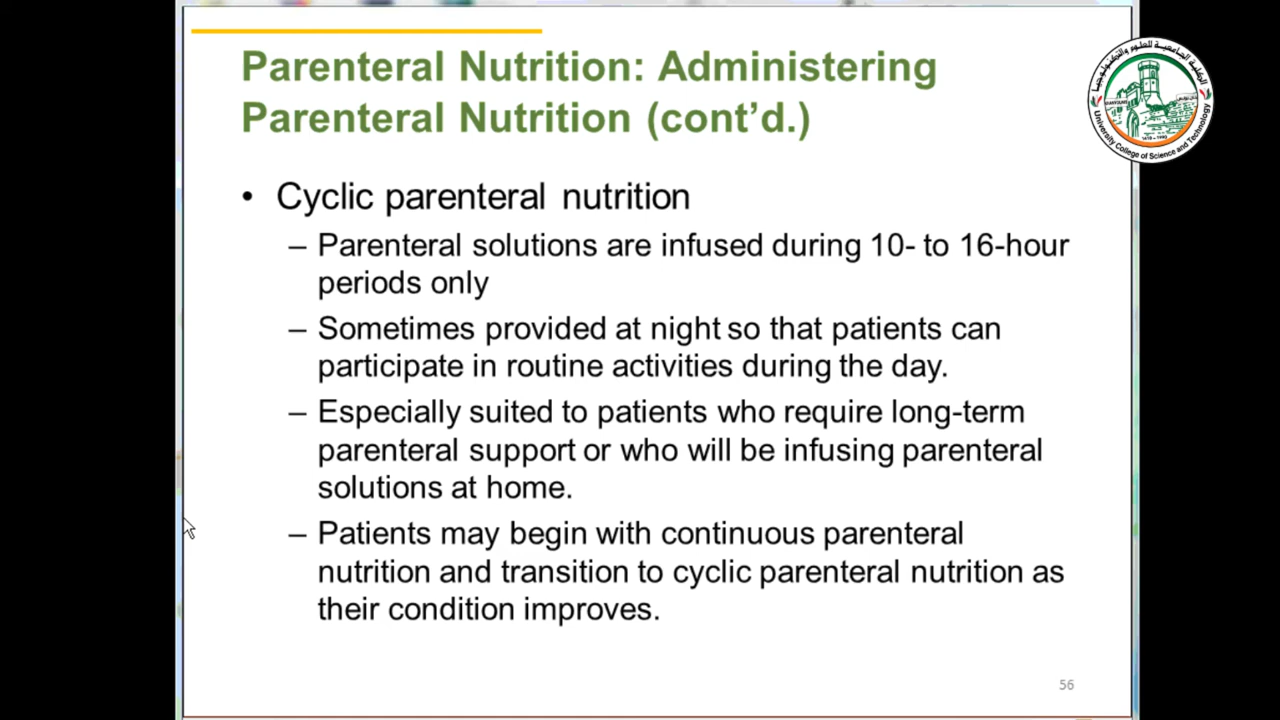 Parenteral Nutrition: Administering
Parenteral Nutrition (cont’d.)
• Cyclic parenteral nutrition
– Parenteral solutions are infused during 10- to 16-hour
periods only
– Sometimes provided at night so that patients can
participate in routine activities during the day.
– Especially suited to patients who require long-term
parenteral support or who will be infusing parenteral
solutions at home.
– Patients may begin with continuous parenteral
nutrition and transition to cyclic parenteral nutrition as
their condition improves.
56
الكلية الجامعية للعلوم والتكنولوجيا
University College of Science and Technology